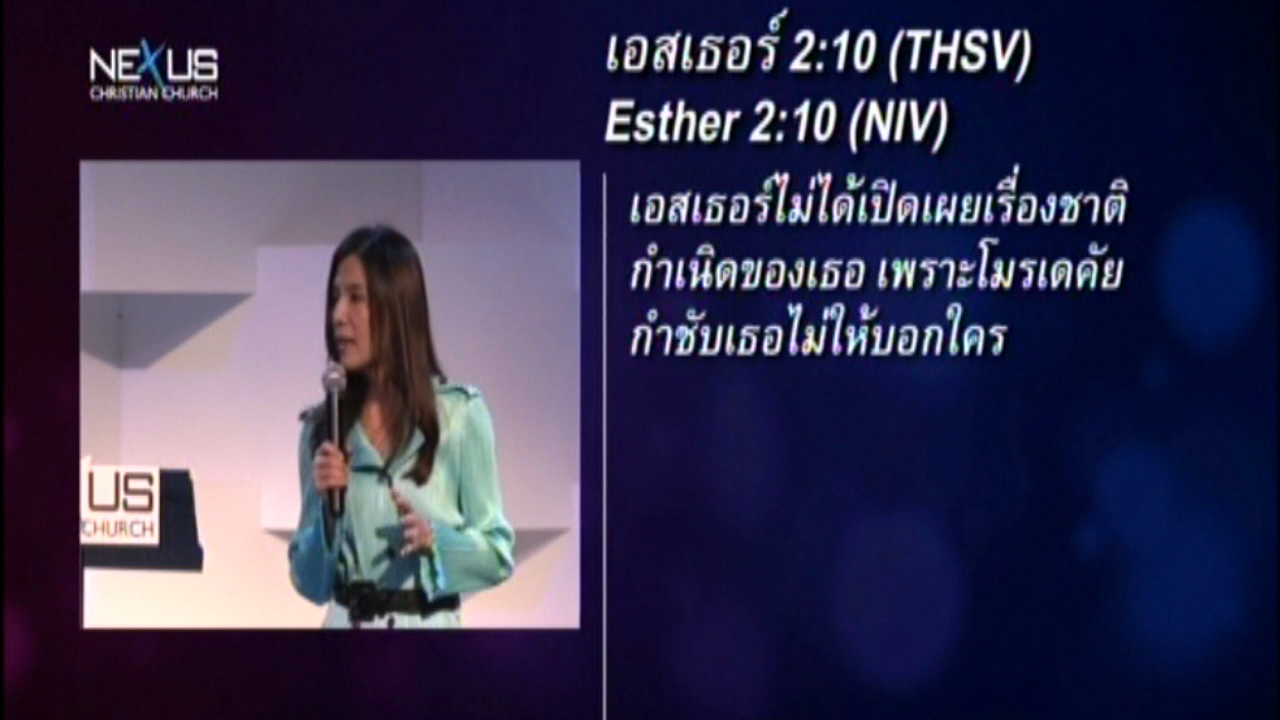 NEXUS
CHRISTIAN CHURCH
เอสเธอร์ 2:10 (THSV)
Esther 2:10 (NIV)
เอสเธอร์ไม่ได้เปิดเผยเรื่องชาติ
กำเนิดของเธอ เพราะโมรเดคัย
กำชับเธอไม่ให้บอกใคร
US
CHURCH